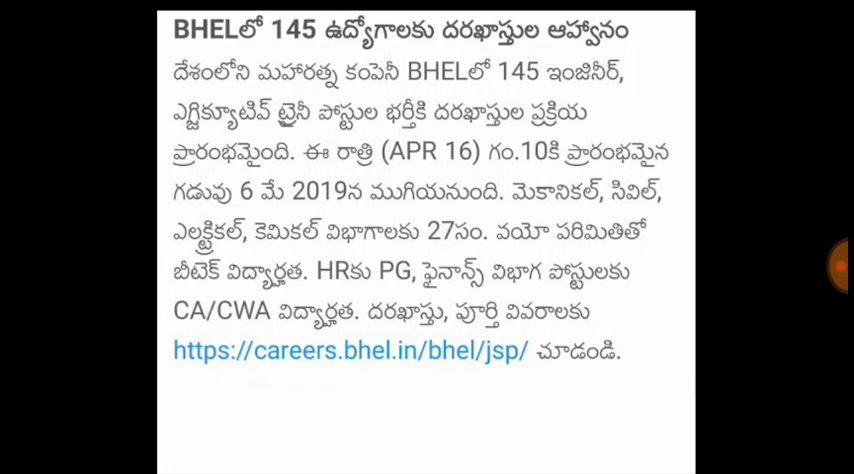 BHELలో 145 ఉద్యోగాలకు దరఖాస్తుల ఆహ్వానం
దేశంలోని మహారత్న కంపెనీ BHELలో 145 ఇంజినీర్,
ఎగ్జిక్యూటివ్ ట్రైనీ పోస్టుల భర్తీకి దరఖాస్తుల ప్రక్రియ
ప్రారంభమైంది. ఈ రాత్రి (APR 16) గం.10కి ప్రారంభమైన
గడువు 6 మే 2019న ముగియనుంది. మెకానికల్, సివిల్,
ఎలక్ట్రికల్, కెమికల్ విభాగాలకు 27సం. వయో పరిమితితో
బీటెక్ విద్యార్హత. HRకు PG, ఫైనాన్స్ విభాగ పోస్టులకు
CA/CWA విద్యార్హత. దరఖాస్తు, పూర్తి వివరాలకు
https://careers.bhel.in/bhel/jsp/ చూడండి.